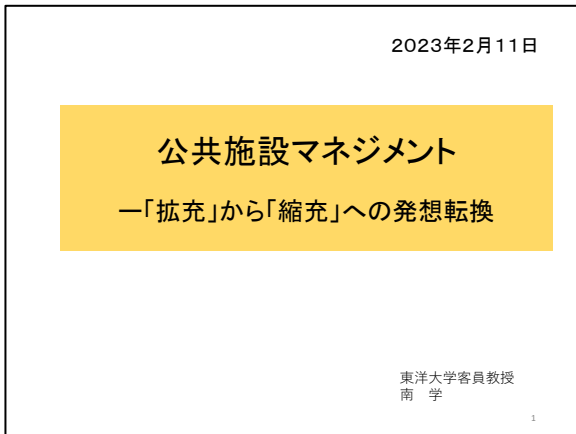 2023年2月11日
公共施設マネジメント
―「拡充」から「縮充」への発想転換
東洋大学客員教授
南　学
1